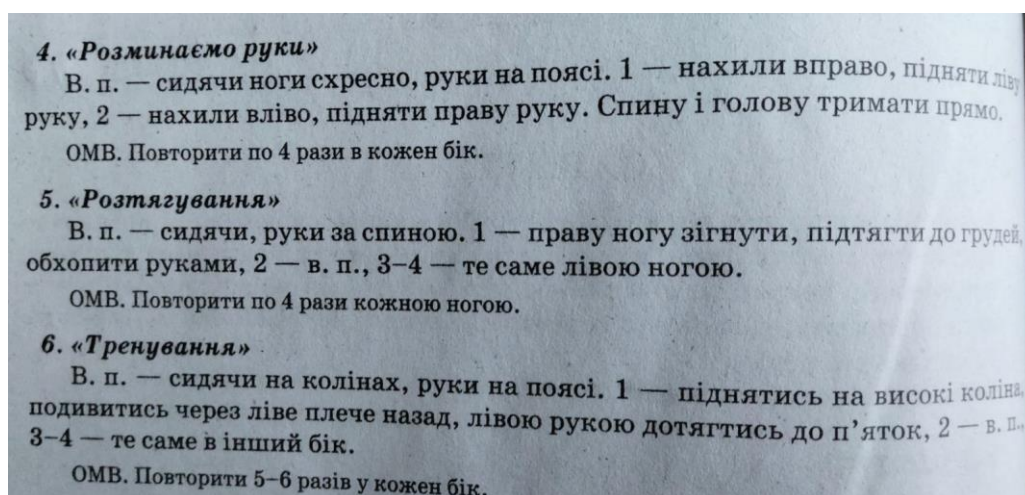 4. «Розминаємо руки»
В. п. — сидячи ноги схресно, руки на поясі. 1 — нахили вправо, підняти ліву
руку, 2 — нахили вліво, підняти праву руку. Спину і голову тримати прямо.
ОМВ. Повторити по 4 рази в кожен бік.
5. «Розтягування»
В. п. — сидячи, руки за спиною. 1 — праву ногу зігнути, підтягти до грудей,
обхопити руками, 2 — в. п., 3–4 — те саме лівою ногою.
ОМВ. Повторити по 4 рази кожною ногою.
6. «Тренування»
В. п. — сидячи на колінах, руки на поясі. 1 — піднятись на високі коліна,
подивитись через ліве плече назад, лівою рукою дотягтись до п’яток, 2 — в. п.,
3–4 — те саме в інший бік.
ОМВ. Повторити 5–6 разів у кожен бік.